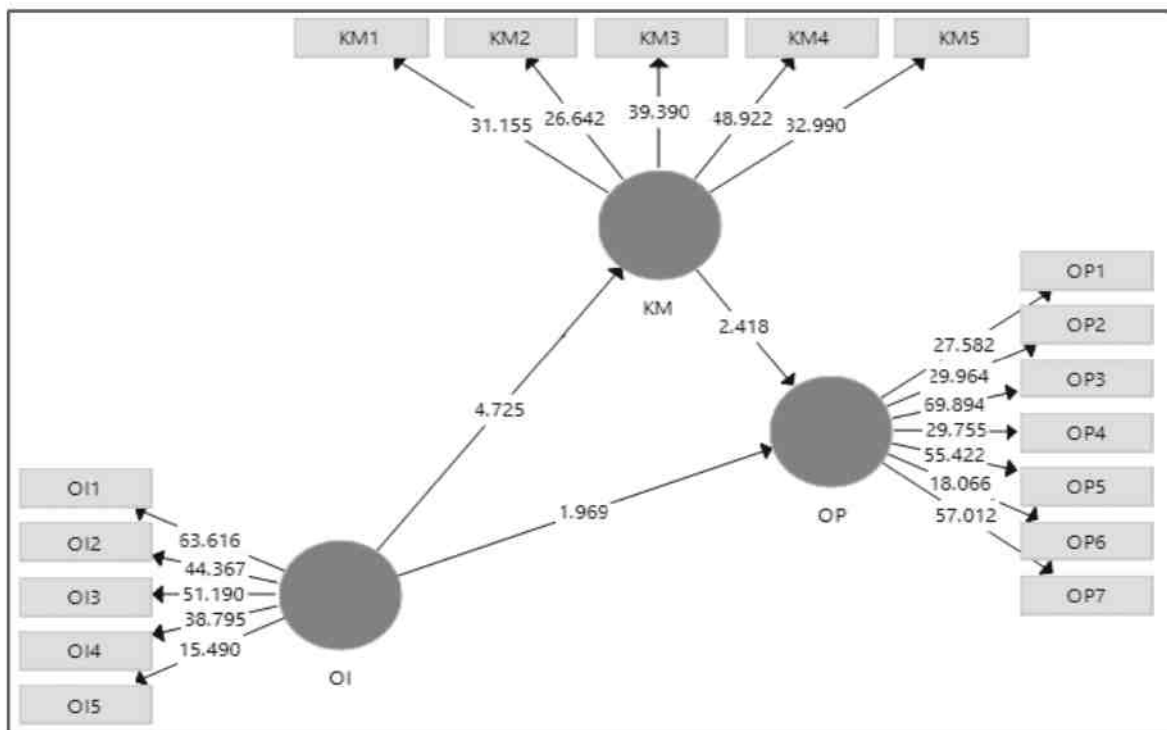 KM1 KM2 KM3 KM4 KM5
31.155 26.642 39.390 48.922 32.990
KM
2.418
4.725
1.969
OP1
OP2
OP3
OP4
OP5
OP6
OP7
27.582
29.964
69.894
29.755
55.422
18.066
57.012
OP
OI1
OI2
OI3
OI4
OI5
63.616
44.367
51.190
38.795
15.490
OI